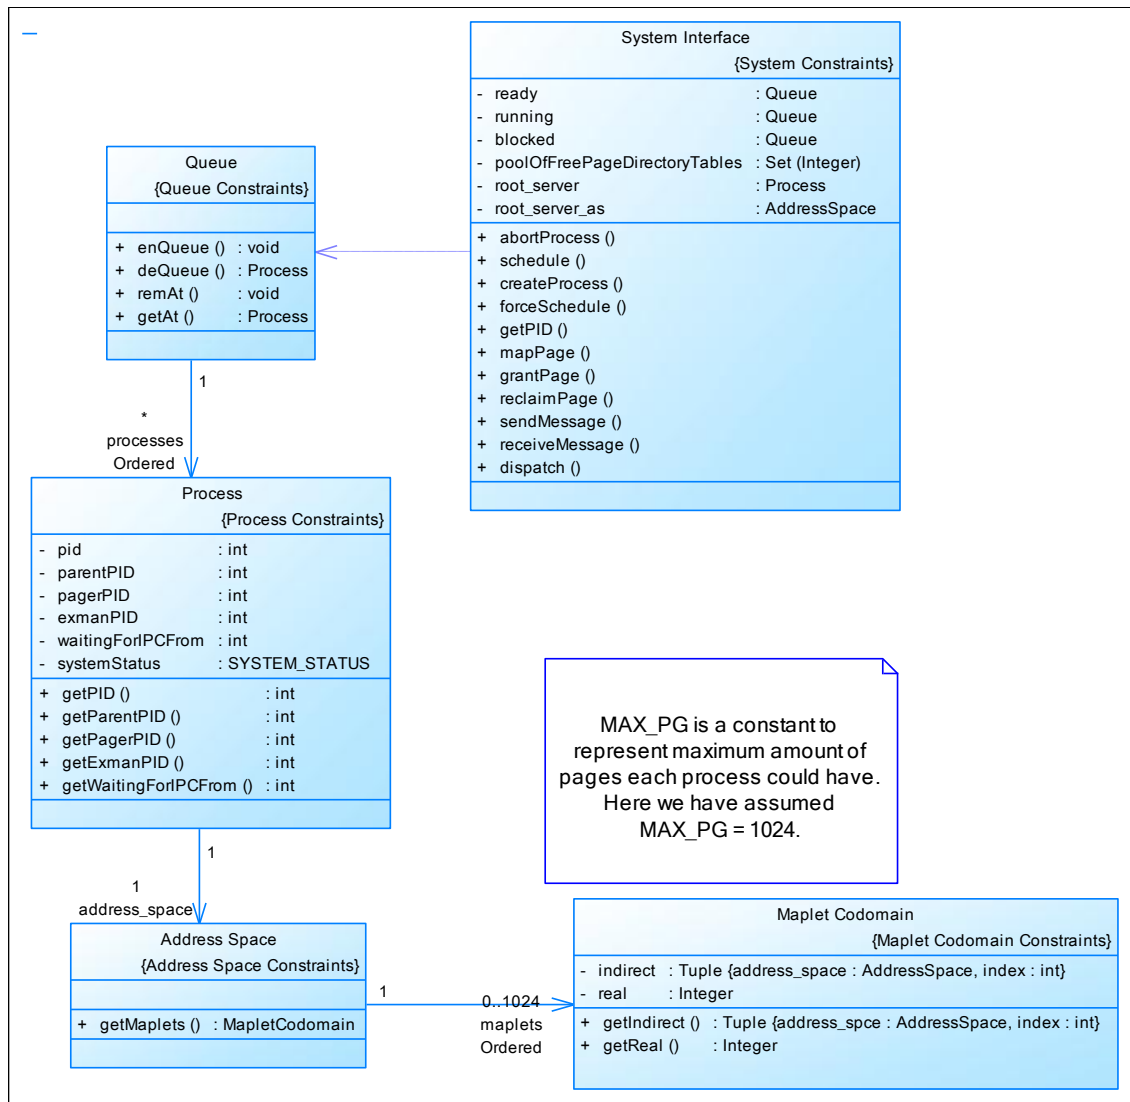 System Interface
{System Constraints}
- ready : Queue
- running : Queue
- blocked : Queue
- poolOfFreePageDirectoryTables : Set (Integer)
- root_server : Process
- root_server_as : AddressSpace
+ abortProcess ()
+ schedule ()
+ createProcess ()
+ forceSchedule ()
+ getPID ()
+ mapPage ()
+ grantPage ()
+ reclaimPage ()
+ sendMessage ()
+ receiveMessage ()
+ dispatch ()
Queue
{Queue Constraints}
+ enQueue () : void
+ deQueue () : Process
+ remAt () : void
+ getAt () : Process
1
*
processes
Ordered
Process
{Process Constraints}
- pid : int
- parentPID : int
- pagerPID : int
- exmanPID : int
- waitingForIPCFrom : int
- systemStatus : SYSTEM_STATUS
+ getPID () : int
+ getParentPID () : int
+ getPagerPID () : int
+ getExmanPID () : int
+ getWaitingForIPCFrom () : int
MAX_PG is a constant to
represent maximum amount of
pages each process could have.
Here we have assumed
MAX_PG = 1024.
1
1
address_space
Address Space
{Address Space Constraints}
+ getMaplets () : MapletCodomain
1
0..1024
maplets
Ordered
Maplet Codomain
{Maplet Codomain Constraints}
- indirect : Tuple {address_space : AddressSpace, index : int}
- real : Integer
+ getIndirect () : Tuple {address_spce : AddressSpace, index : int}
+ getReal () : Integer